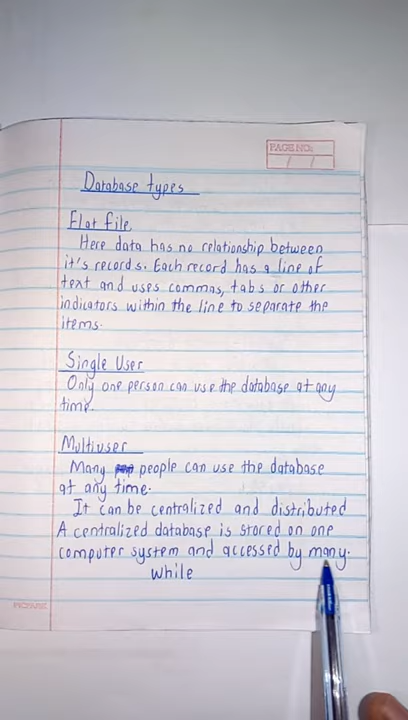 PAGE NO.
/ /
Database types
Flat file
Here data has no relationship between
it's records. Each record has a line of
text and uses commas, tabs or other
indicators within the line to separate the
items.
Single User
Only one person can use the database at any
time.
Multiuser
Many people can use the database
at any time.
It can be centralized and distributed
A centralized database is stored on one
computer system and accessed by many.
while